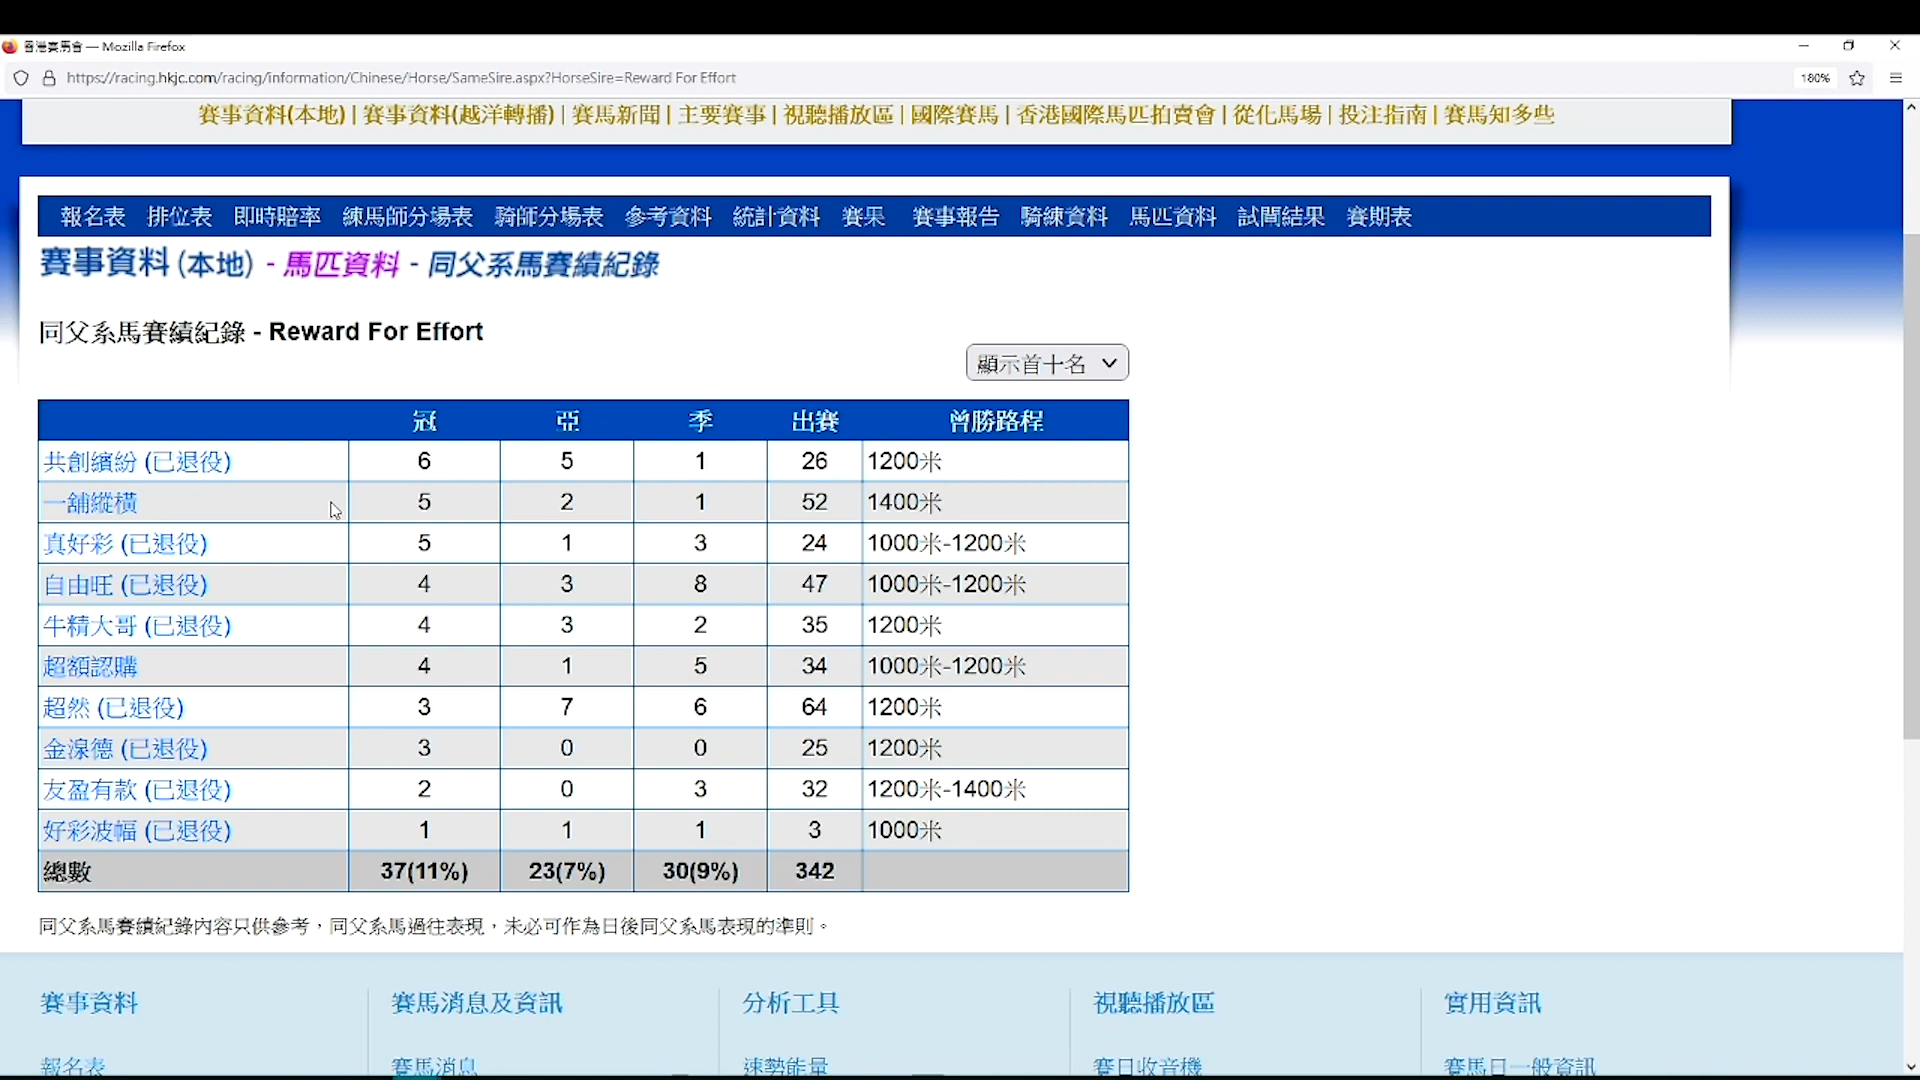 香港賽馬會 — Mozilla Firefox
https://racing.hkjc.com/racing/information/Chinese/Horse/SameSire.aspx?HorseSire=Reward For Effort
180%
賽事資料(本地) | 賽事資料(越洋轉播) | 賽馬新聞 | 主要賽事 | 視聽播放區 | 國際賽馬 | 香港國際馬匹拍賣會 | 從化馬場 | 投注指南 | 賽馬知多些
報名表 排位表 即時賠率 練馬師分場表 騎師分場表 參考資料 統計資料 賽果 賽事報告 騎練資料 馬匹資料 試閘結果 賽期表
賽事資料 (本地) - 馬匹資料 - 同父系馬賽績紀錄
同父系馬賽績紀錄 - Reward For Effort
顯示首十名
冠 亞 季 出賽 曾勝路程
共創繽紛 (已退役) 6 5 1 26 1200米
一舖縱橫 5 2 1 52 1400米
真好彩 (已退役) 5 1 3 24 1000米-1200米
自由旺 (已退役) 4 3 8 47 1000米-1200米
牛精大哥 (已退役) 4 3 2 35 1200米
超額認購 4 1 5 34 1000米-1200米
超然 (已退役) 3 7 6 64 1200米
金湶德 (已退役) 3 0 0 25 1200米
友盈有款 (已退役) 2 0 3 32 1200米-1400米
好彩波幅 (已退役) 1 1 1 3 1000米
總數 37(11%) 23(7%) 30(9%) 342
同父系馬賽績紀錄內容只供參考，同父系馬過往表現，未必可作為日後同父系馬表現的準則。
賽事資料 賽馬消息及資訊 分析工具 視聽播放區 實用資訊
報名表 賽馬消息 速勢能量 賽日收音機 賽馬日一般資訊